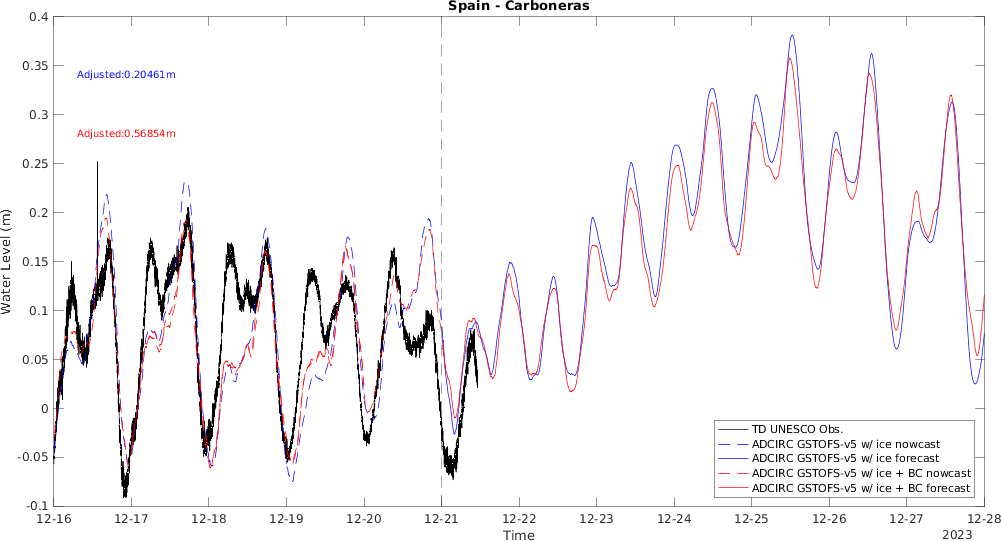 Spain - Carboneras
0.4
0.35
0.3
0.25
0.2
0.15
0.1
0.05
0
-0.05
-0.1
Water Level (m)
Adjusted:0.20461m
Adjusted:0.56854m
TD UNESCO Obs.
ADCIRC GSTOFS-v5 w/ ice nowcast
ADCIRC GSTOFS-v5 w/ ice forecast
ADCIRC GSTOFS-v5 w/ ice + BC nowcast
ADCIRC GSTOFS-v5 w/ ice + BC forecast
12-16 12-17 12-18 12-19 12-20 12-21 12-22 12-23 12-24 12-25 12-26 12-27 12-28
Time
2023